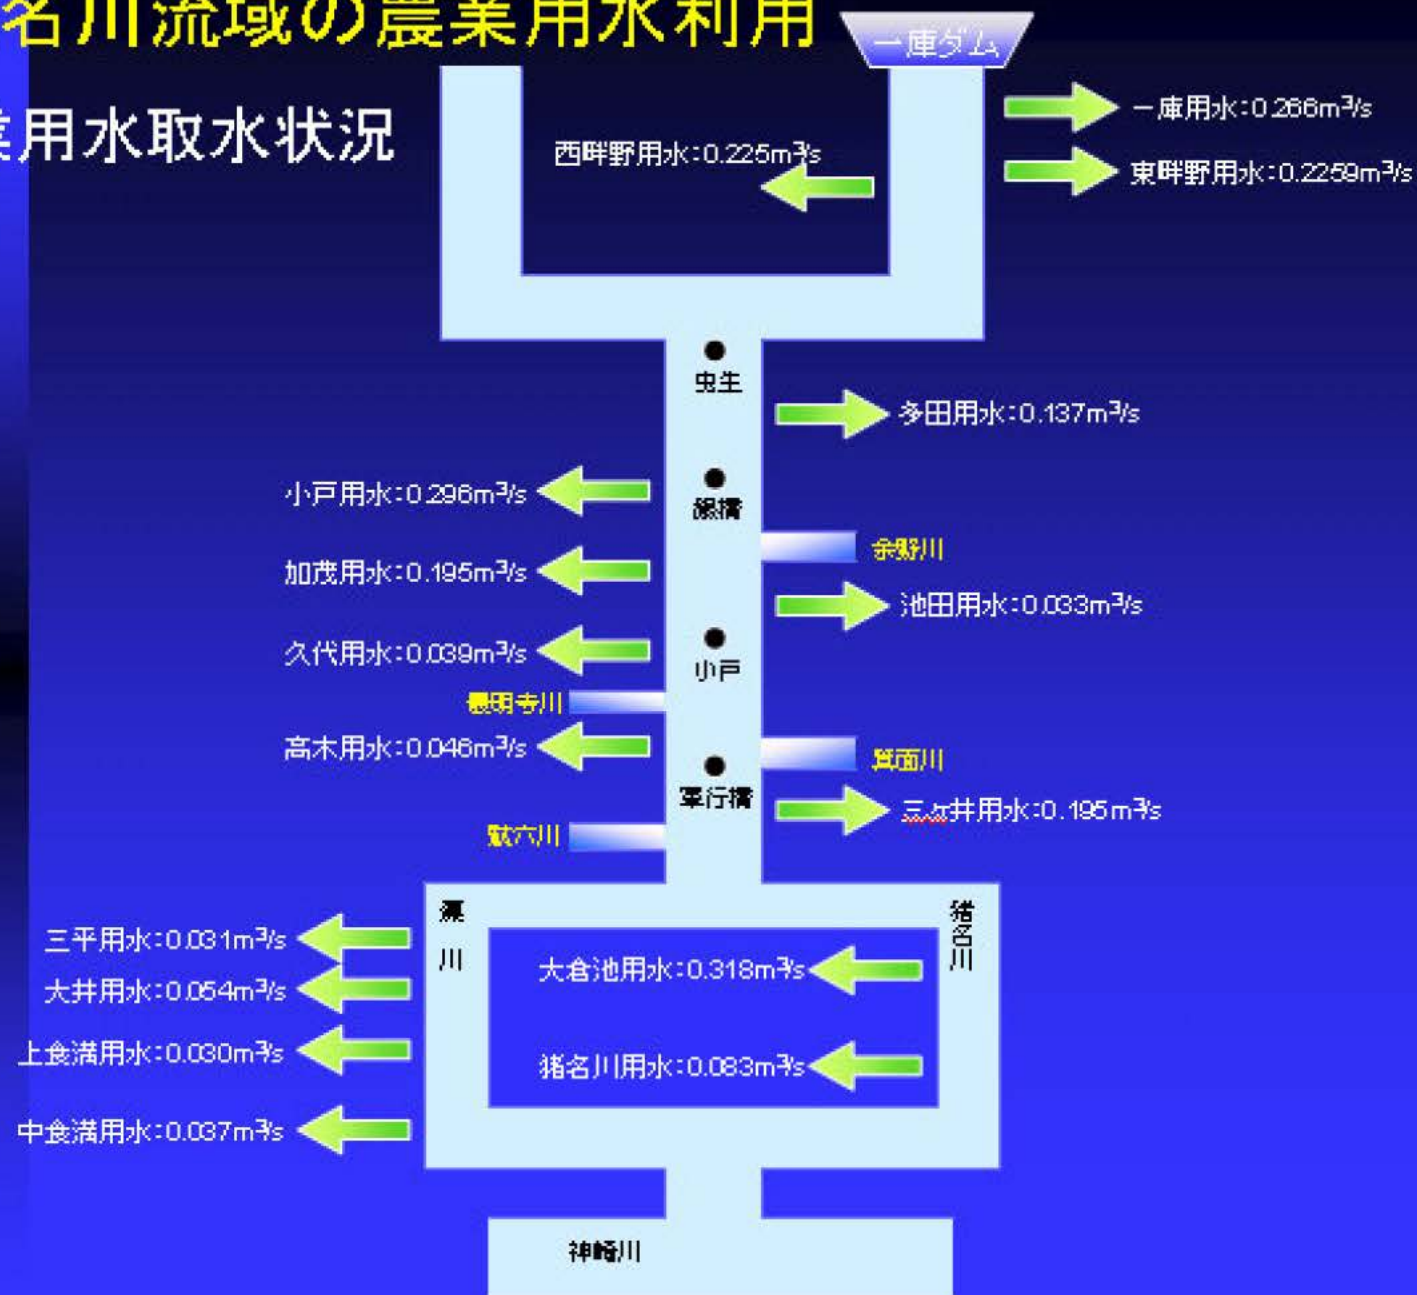 名川流域の農業用水利用
一庫ダム
業用水取水状況
一庫用水:0.266m³/s
西畔野用水:0.225m³/s
東畔野用水:0.2259m³/s
虫生
多田用水:0.137m³/s
小戸用水:0.296m³/s
銀橋
余野川
加茂用水:0.195m³/s
池田用水:0.033m³/s
久代用水:0.039m³/s
小戸
最明寺川
高木用水:0.046m³/s
箕面川
軍行橋
三ヶ井用水:0.195m³/s
駄六川
藻川
猪名川
三平用水:0.031m³/s
大倉池用水:0.318m³/s
大井用水:0.054m³/s
上食満用水:0.030m³/s
猪名川用水:0.083m³/s
中食満用水:0.037m³/s
神崎川